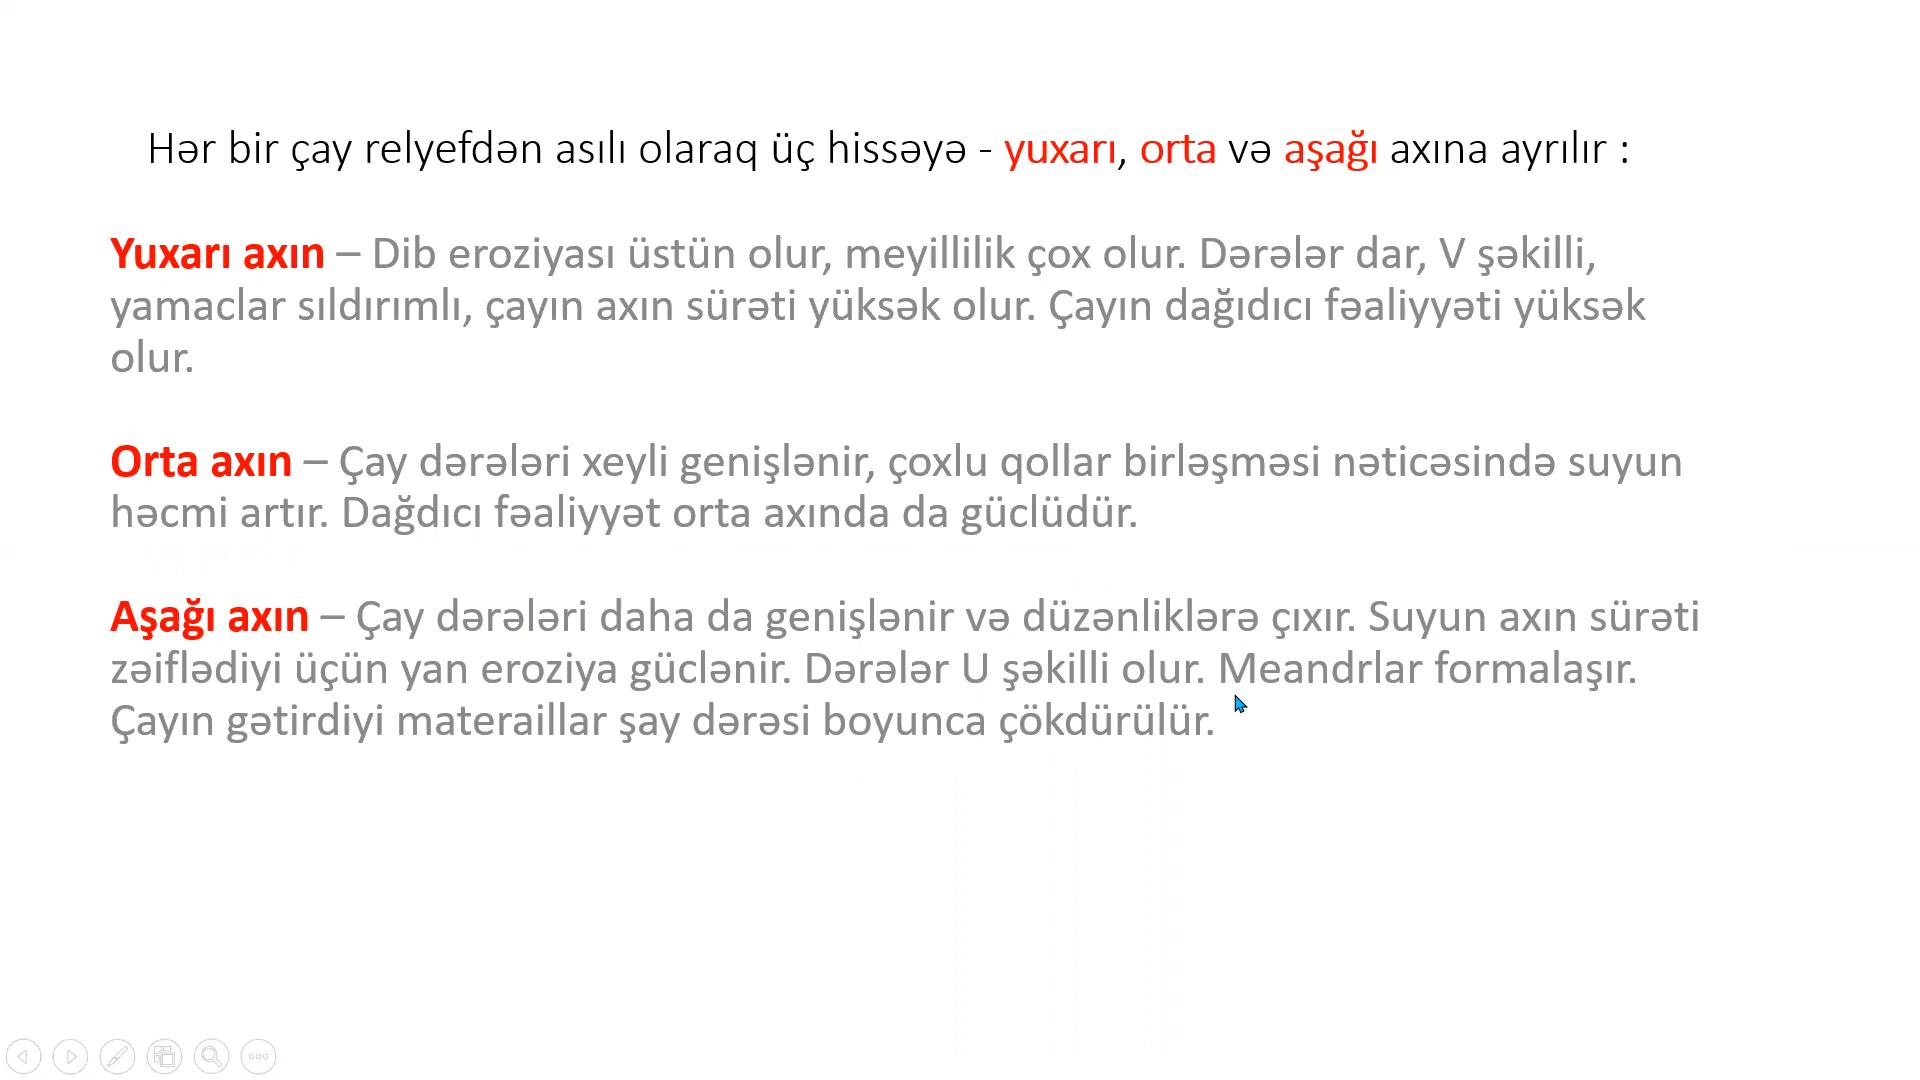 Hər bir çay relyefdən asılı olaraq üç hissəyə - yuxarı, orta və aşağı axına ayrılır :
Yuxarı axın – Dib eroziyası üstün olur, meyillilik çox olur. Dərələr dar, V şəkilli,
yamaclar sıldırımlı, çayın axın sürəti yüksək olur. Çayın dağıdıcı fəaliyyəti yüksək
olur.
Orta axın – Çay dərələri xeyli genişlənir, çoxlu qollar birləşməsi nəticəsində suyun
həcmi artır. Dağdıcı fəaliyyət orta axında da güclüdür.
Aşağı axın – Çay dərələri daha da genişlənir və düzənliklərə çıxır. Suyun axın sürəti
zəiflədiyi üçün yan eroziya güclənir. Dərələr U şəkilli olur. Meandrlar formalaşır.
Çayın gətirdiyi materaillar şay dərəsi boyunca çökdürülür.